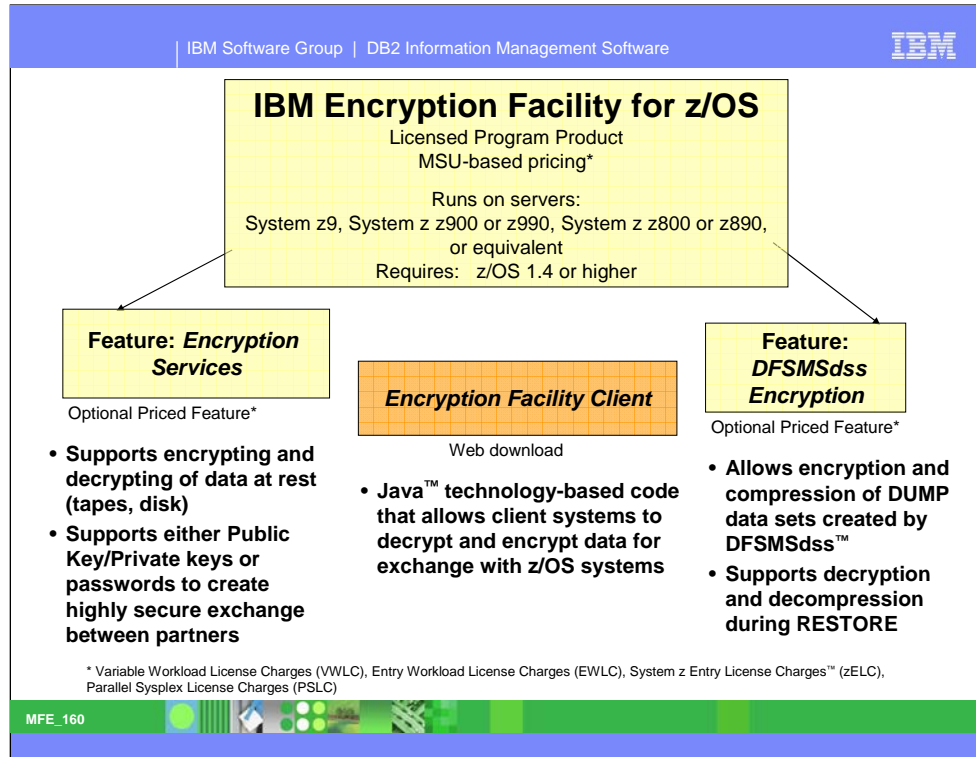 IBM Software Group | DB2 Information Management Software
IBM
IBM Encryption Facility for z/OS
Licensed Program Product
MSU-based pricing*
Runs on servers:
System z9, System z z900 or z990, System z z800 or z890,
or equivalent
Requires: z/OS 1.4 or higher
Feature: Encryption
Services
Optional Priced Feature*
• Supports encrypting and
decrypting of data at rest
(tapes, disk)
• Supports either Public
Key/Private keys or
passwords to create
highly secure exchange
between partners
Encryption Facility Client
Web download
• Java™ technology-based code
that allows client systems to
decrypt and encrypt data for
exchange with z/OS systems
Feature:
DFSMSdss
Encryption
Optional Priced Feature*
• Allows encryption and
compression of DUMP
data sets created by
DFSMSdss™
• Supports decryption
and decompression
during RESTORE
* Variable Workload License Charges (VWLC), Entry Workload License Charges (EWLC), System z Entry License Charges™ (zELC),
Parallel Sysplex License Charges (PSLC)
MFE_160